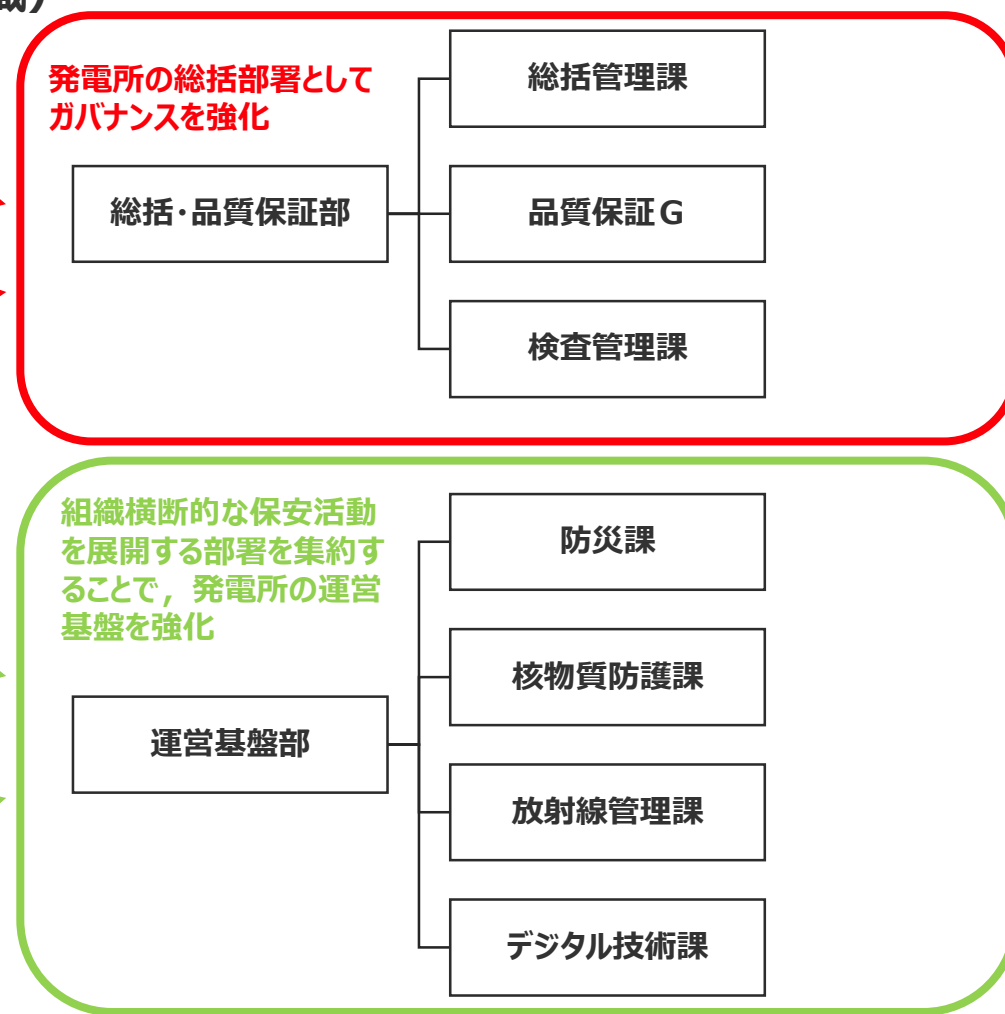 発電所の総括部署として
ガバナンスを強化
総括管理課
総括･品質保証部
品質保証Ｇ
検査管理課
組織横断的な保安活動
を展開する部署を集約す
ることで，発電所の運営
基盤を強化
防災課
核物質防護課
運営基盤部
放射線管理課
デジタル技術課